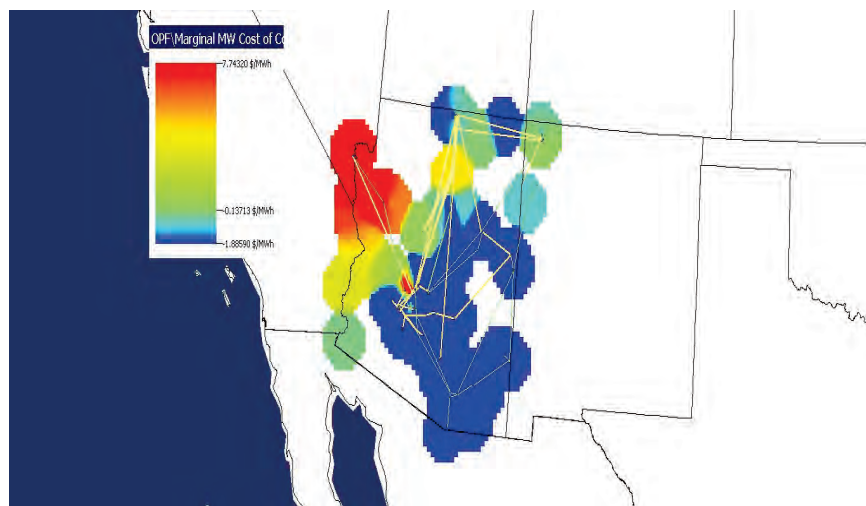 OPF\Marginal MW Cost of Co
7.74320 $/MWh
-0.13713 $/MWh
-1.88590 $/MWh